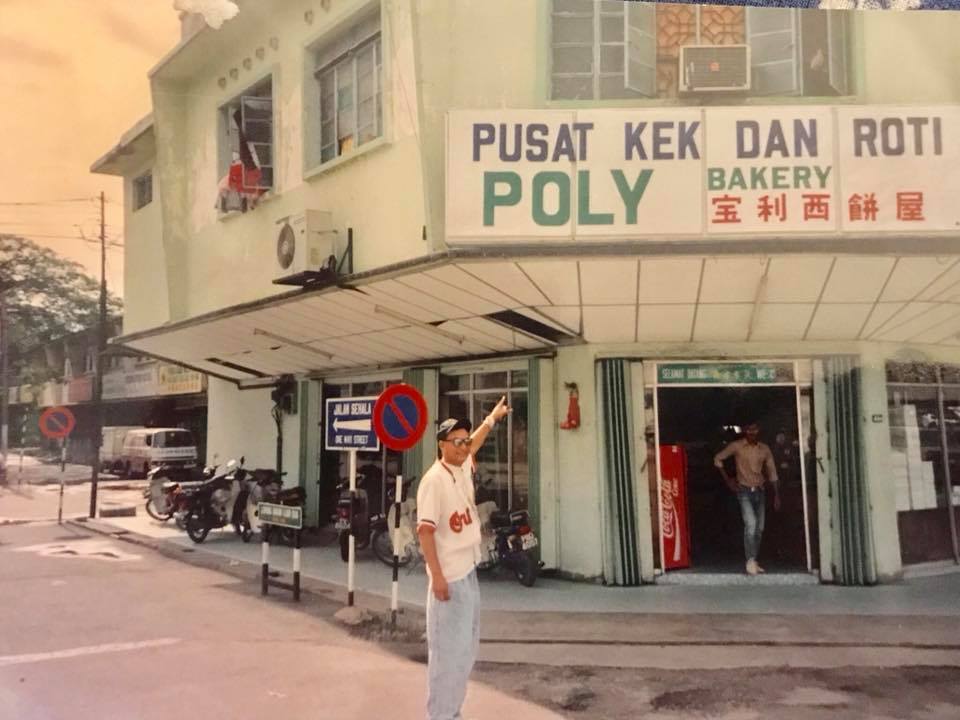 PUSAT KEK DAN ROTI
POLY
BAKERY
宝利西餅屋
SELAMAT DATANG
JALAN SEHALA
ONE WAY STREET
Coca-Cola